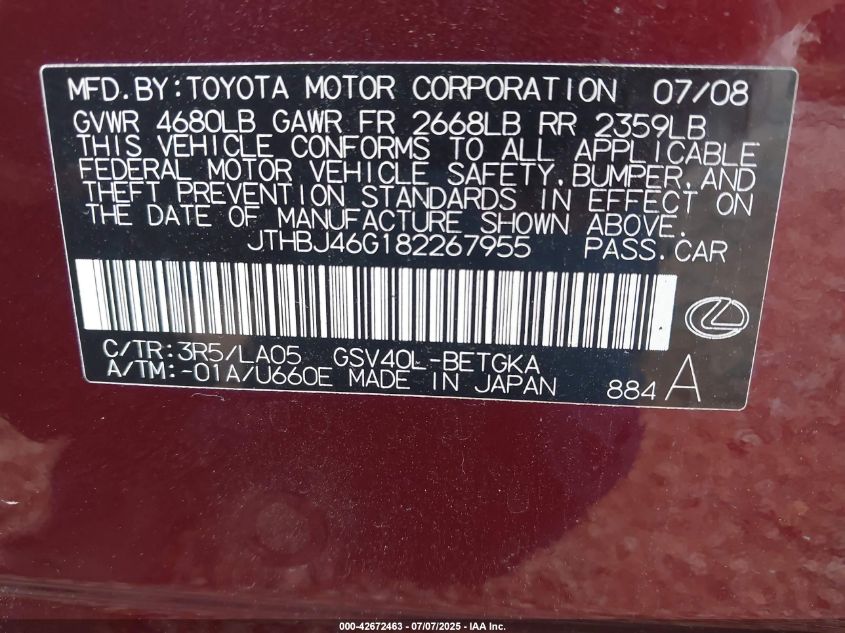 MFD.BY:TOYOTA MOTOR CORPORATION 07/08
GVWR 4680LB GAWR FR 2668LB RR 2359LB
THIS VEHICLE CONFORMS TO ALL APPLICABLE
FEDERAL MOTOR VEHICLE SAFETY,BUMPER,AND
THEFT PREVENTION STANDARDS IN EFFECT ON
THE DATE OF MANUFACTURE SHOWN ABOVE.
JTHBJ46G182267955 PASS.CAR
C/TR:3R5/LA05 GSV40L-BETGKA
A/TM:-01A/U660E MADE IN JAPAN 884 A
000-42672463 - 07/07/2025 - IAA Inc.